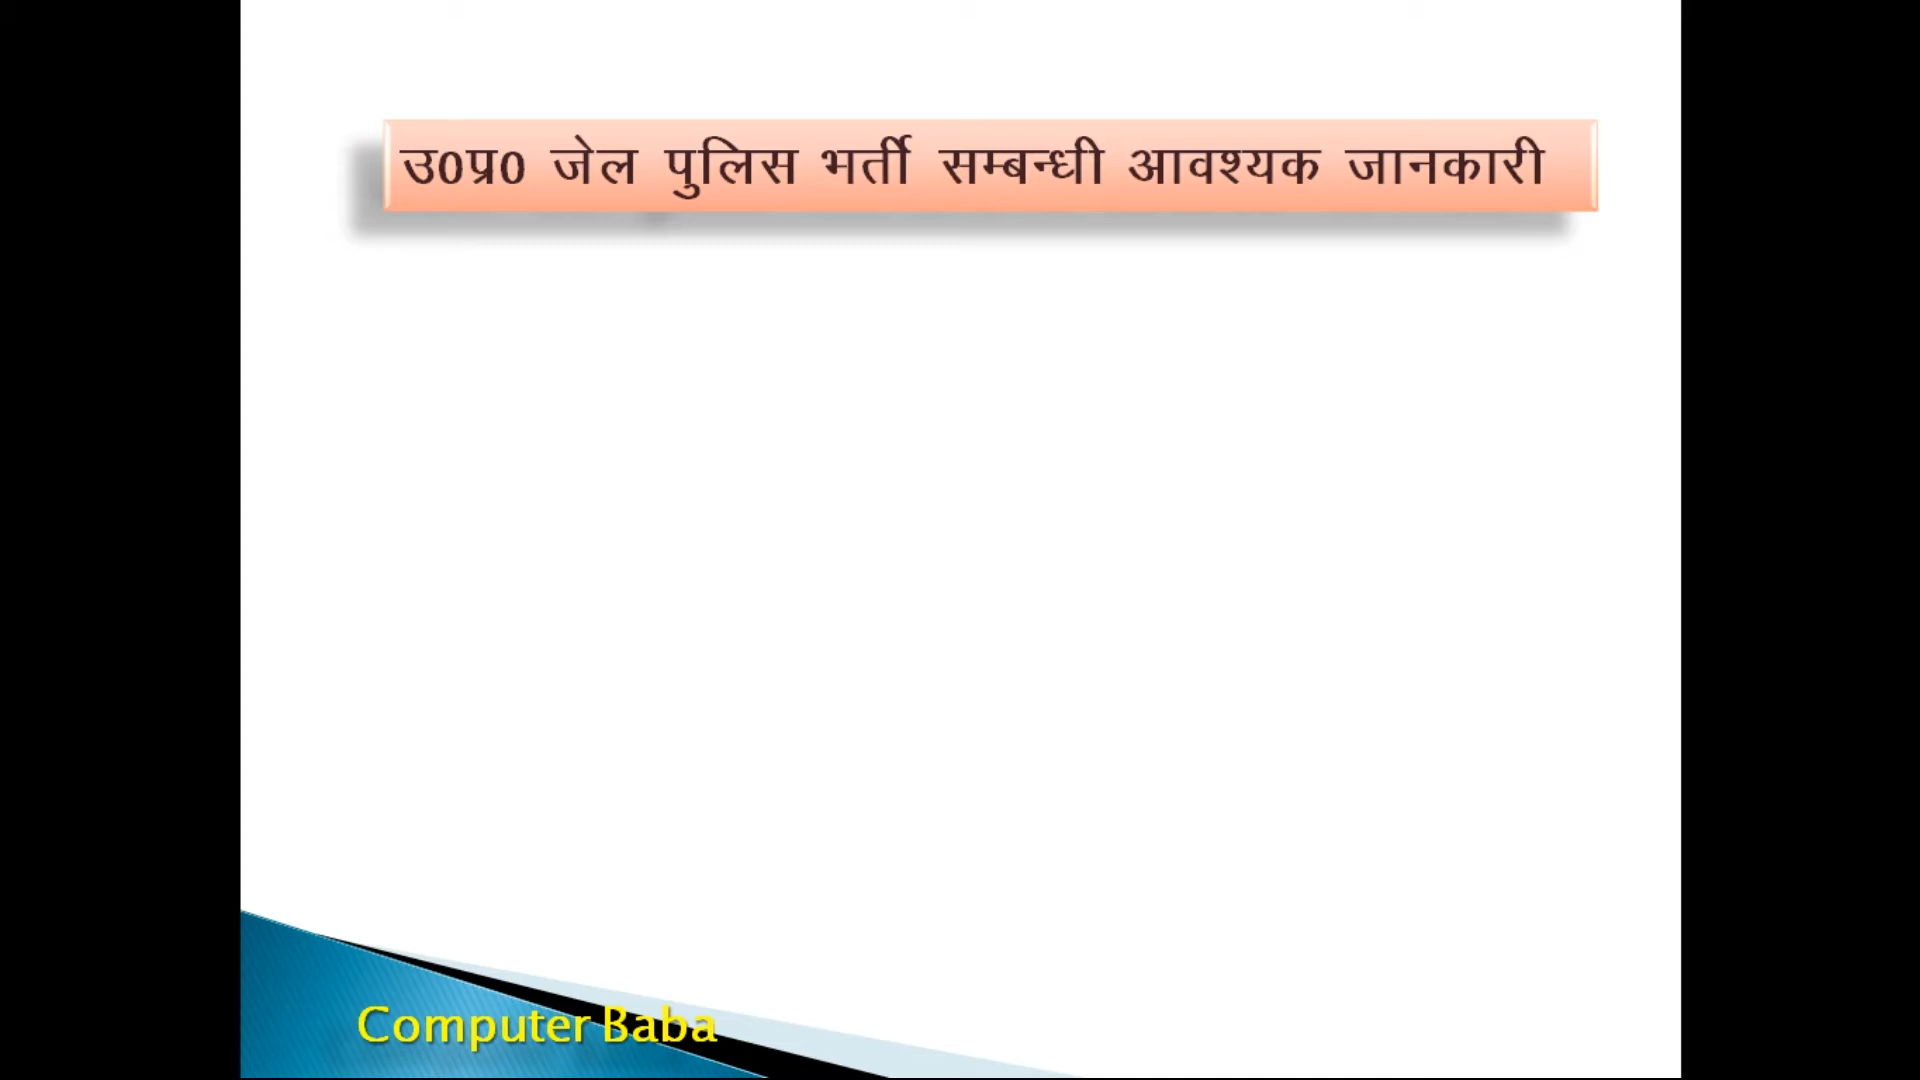 उ0प्र0 जेल पुलिस भर्ती सम्बन्धी आवश्यक जानकारी
Computer Baba